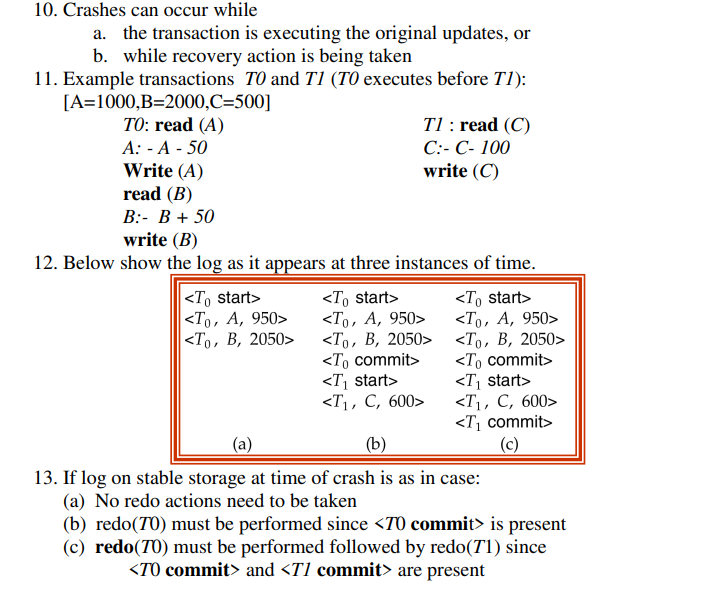 10. Crashes can occur while
a. the transaction is executing the original updates, or
b. while recovery action is being taken
11. Example transactions T0 and T1 (T0 executes before T1):
[A=1000,B=2000,C=500]
T0: read (A) T1 : read (C)
A: - A - 50 C:- C- 100
Write (A) write (C)
read (B)
B:- B + 50
write (B)
12. Below show the log as it appears at three instances of time.
<T0 start> <T0 start> <T0 start>
<T0, A, 950> <T0, A, 950> <T0, A, 950>
<T0, B, 2050> <T0, B, 2050> <T0, B, 2050>
<T0 commit> <T0 commit>
<T1 start> <T1 start>
<T1, C, 600> <T1, C, 600>
<T1 commit>
(a) (b) (c)
13. If log on stable storage at time of crash is as in case:
(a) No redo actions need to be taken
(b) redo(T0) must be performed since <T0 commit> is present
(c) redo(T0) must be performed followed by redo(T1) since
<T0 commit> and <T1 commit> are present